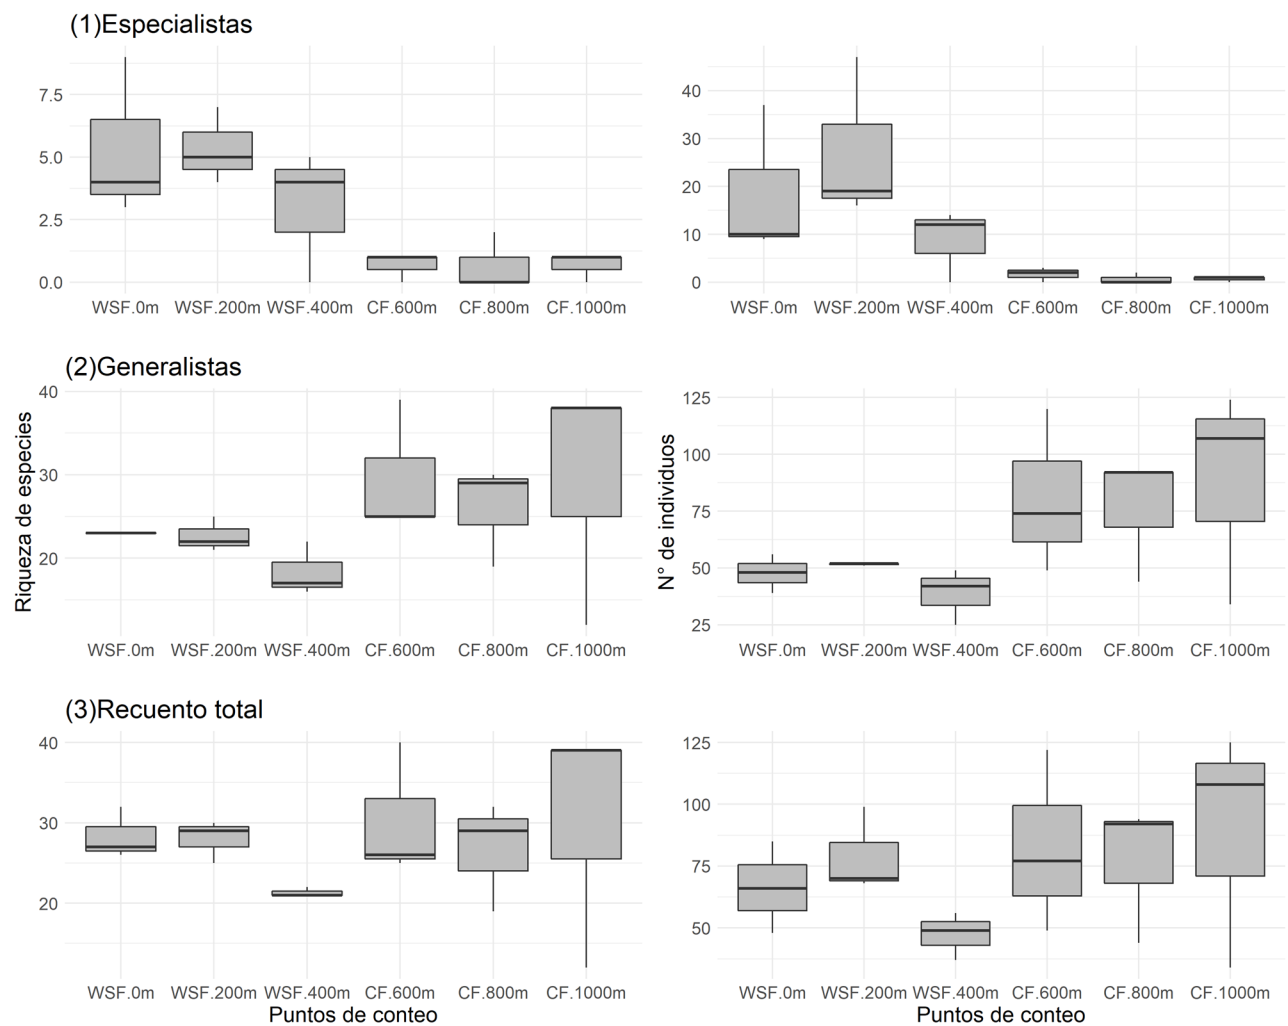 (1)Especialistas
7.5
5.0
2.5
0.0
WSF.0m WSF.200m WSF.400m CF.600m CF.800m CF.1000m
40
30
20
10
0
WSF.0m WSF.200m WSF.400m CF.600m CF.800m CF.1000m
(2)Generalistas
Riqueza de especies
40
30
20
WSF.0m WSF.200m WSF.400m CF.600m CF.800m CF.1000m
N° de individuos
125
100
75
50
25
WSF.0m WSF.200m WSF.400m CF.600m CF.800m CF.1000m
(3)Recuento total
40
30
20
WSF.0m WSF.200m WSF.400m CF.600m CF.800m CF.1000m
Puntos de conteo
125
100
75
50
WSF.0m WSF.200m WSF.400m CF.600m CF.800m CF.1000m
Puntos de conteo